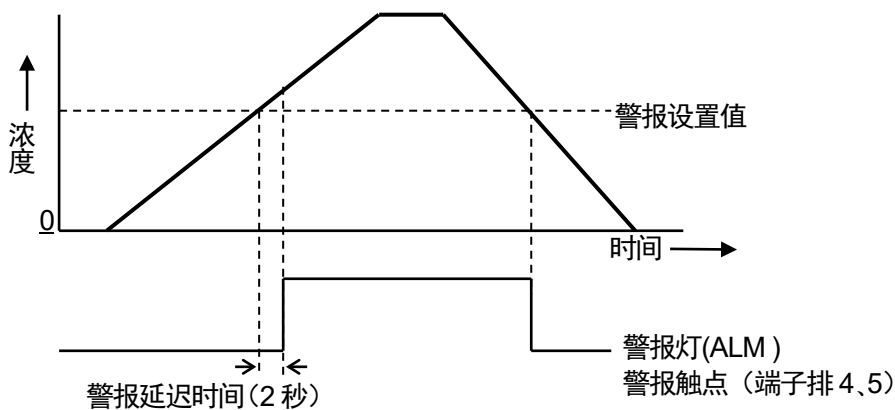 浓度
警报设置值
0
时间
警报灯(ALM )
警报触点（端子排 4、5）
警报延迟时间（2 秒）